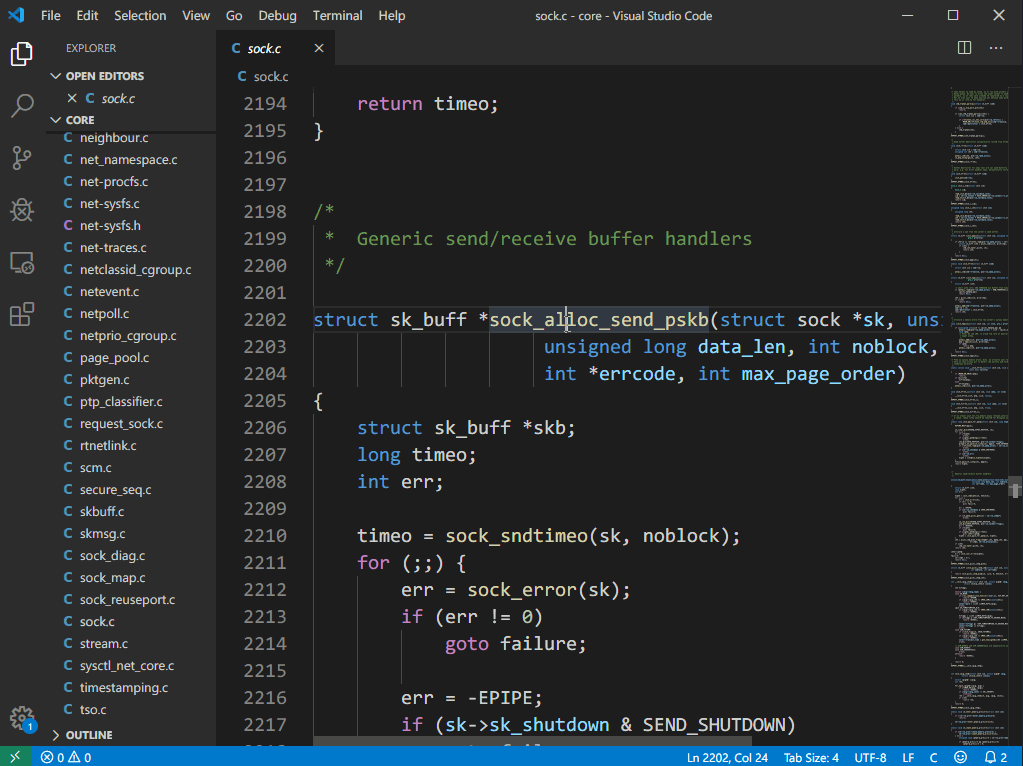 File Edit Selection View Go Debug Terminal Help sock.c - core - Visual Studio Code
EXPLORER
OPEN EDITORS
C sock.c
CORE
C neighbour.c
C net_namespace.c
C net-procfs.c
C net-sysfs.c
C net-sysfs.h
C net-traces.c
C netclassid_cgroup.c
C netevent.c
C netpoll.c
C netprio_cgroup.c
C page_pool.c
C pktgen.c
C ptp_classifier.c
C request_sock.c
C rtnetlink.c
C scm.c
C secure_seq.c
C skbuff.c
C skmsg.c
C sock_diag.c
C sock_map.c
C sock_reuseport.c
C sock.c
C stream.c
C sysctl_net_core.c
C timestamping.c
C tso.c
OUTLINE
C sock.c
C sock.c
2194 return timeo;
2195 }
2196
2197
2198 /*
2199 * Generic send/receive buffer handlers
2200 */
2201
2202 struct sk_buff *sock_alloc_send_pskb(struct sock *sk, uns
2203 unsigned long data_len, int noblock,
2204 int *errcode, int max_page_order)
2205 {
2206 struct sk_buff *skb;
2207 long timeo;
2208 int err;
2209
2210 timeo = sock_sndtimeo(sk, noblock);
2211 for (;;) {
2212 err = sock_error(sk);
2213 if (err != 0)
2214 goto failure;
2215
2216 err = -EPIPE;
2217 if (sk->sk_shutdown & SEND_SHUTDOWN)
1
0 0 Ln 2202, Col 24 Tab Size: 4 UTF-8 LF C 2